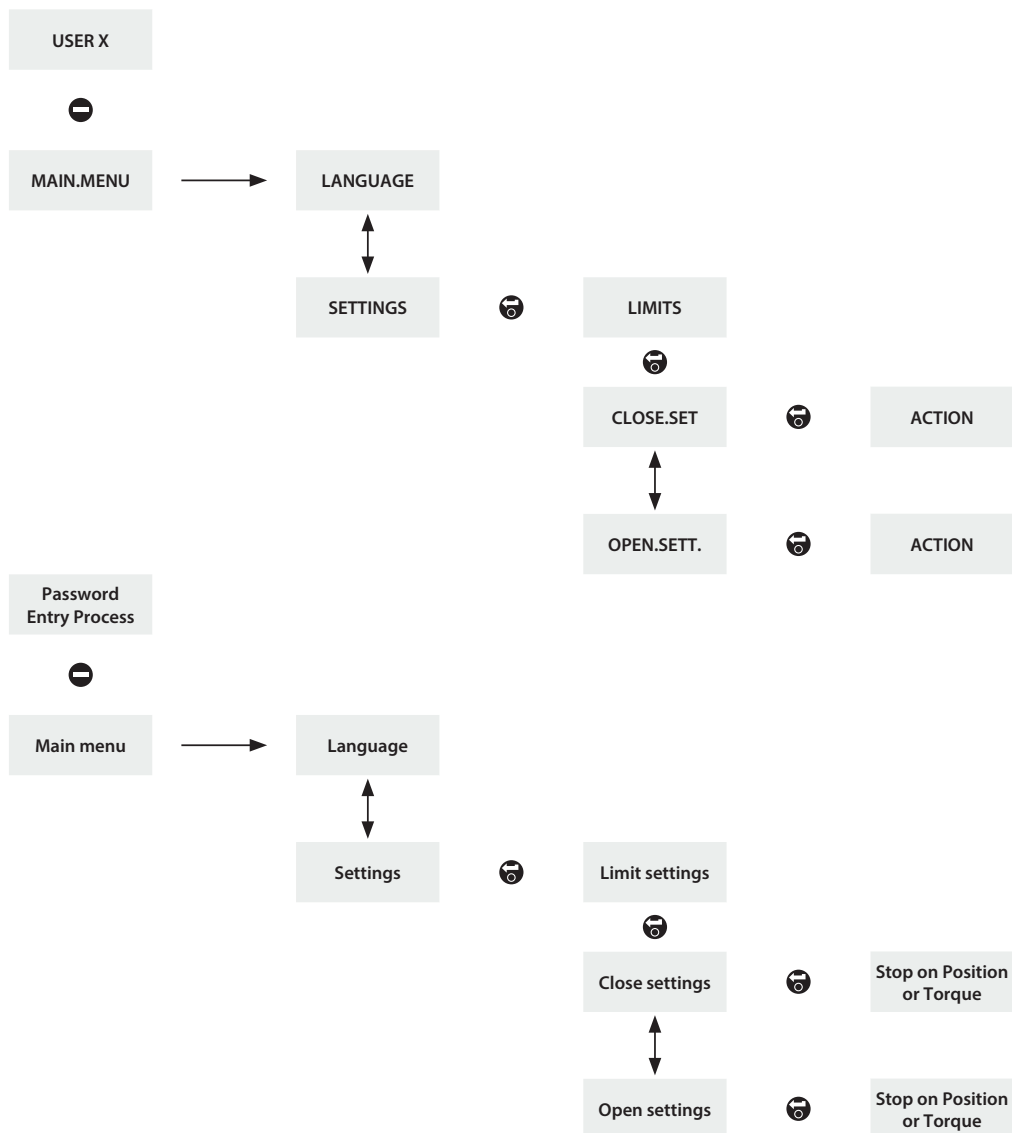 USER X
MAIN.MENU
LANGUAGE
SETTINGS
LIMITS
CLOSE.SET
ACTION
OPEN.SETT.
ACTION
Password
Entry Process
Main menu
Language
Settings
Limit settings
Close settings
Stop on Position
or Torque
Open settings
Stop on Position
or Torque